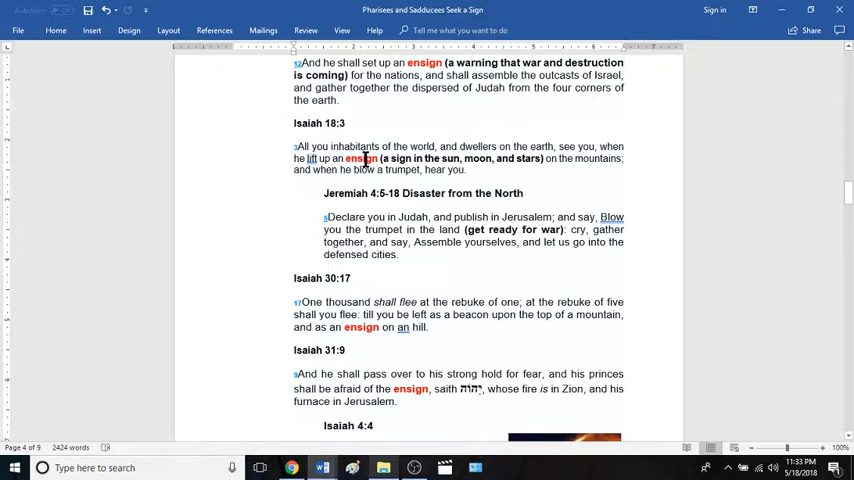 AutoSave
Pharisees and Sadducees Seek a Sign
Sign in
File Home Insert Design Layout References Mailings Review View Help Tell me what you want to do
Share
12And he shall set up an ensign (a warning that war and destruction
is coming) for the nations, and shall assemble the outcasts of Israel,
and gather together the dispersed of Judah from the four corners of
the earth.
Isaiah 18:3
3All you inhabitants of the world, and dwellers on the earth, see you, when
he lift up an ensign (a sign in the sun, moon, and stars) on the mountains;
and when he blow a trumpet, hear you.
Jeremiah 4:5-18 Disaster from the North
5Declare you in Judah, and publish in Jerusalem; and say, Blow
you the trumpet in the land (get ready for war): cry, gather
together, and say, Assemble yourselves, and let us go into the
defensed cities.
Isaiah 30:17
17One thousand shall flee at the rebuke of one; at the rebuke of five
shall you flee: till you be left as a beacon upon the top of a mountain,
and as an ensign on an hill.
Isaiah 31:9
9And he shall pass over to his strong hold for fear, and his princes
shall be afraid of the ensign, saith יהוה, whose fire is in Zion, and his
furnace in Jerusalem.
Isaiah 4:4
Page 4 of 9 2420 words
100%
Type here to search
11:33 PM
5/18/2018